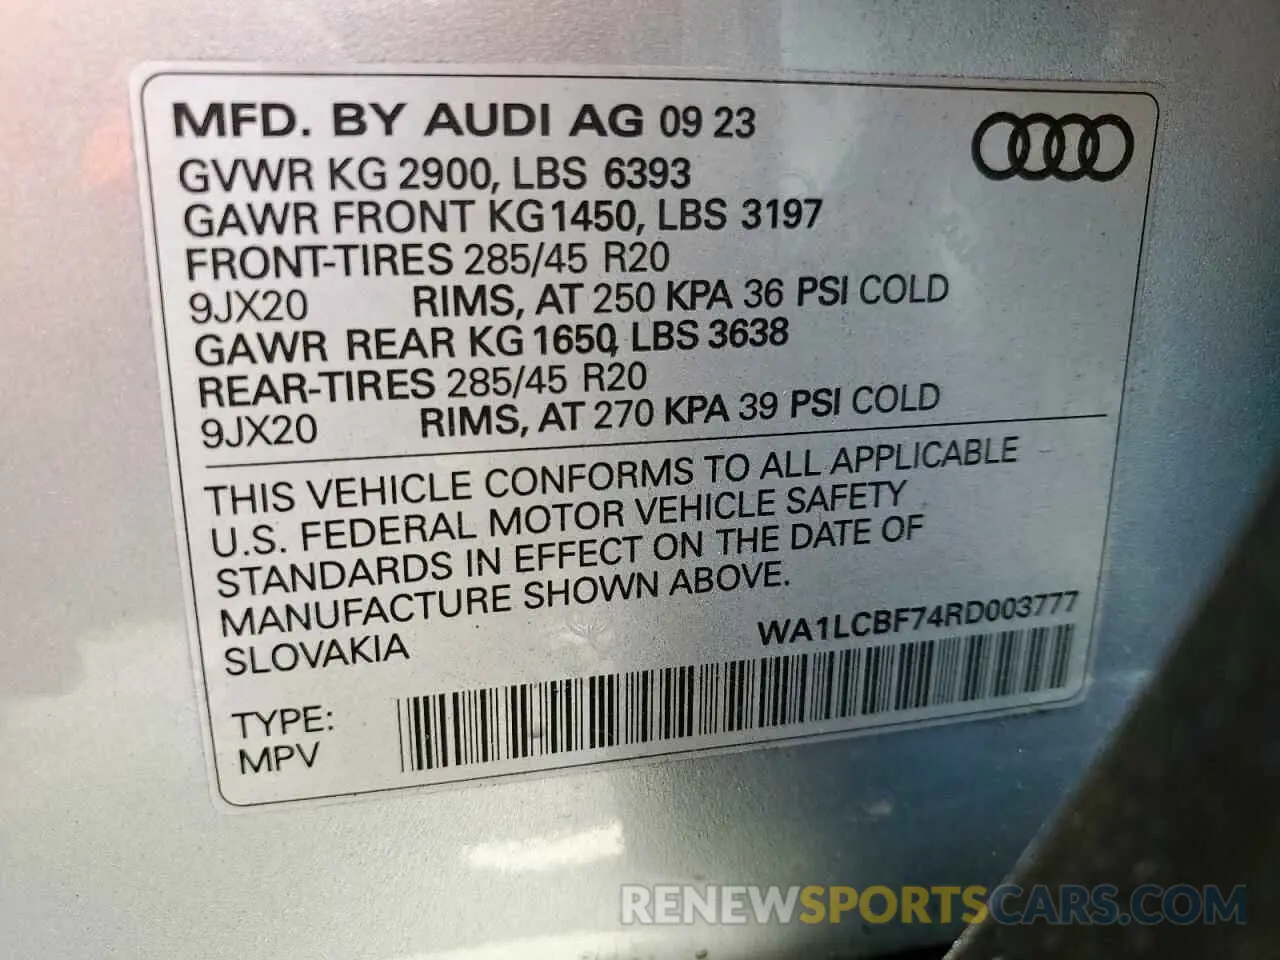 MFD. BY AUDI AG 09 23
GVWR KG 2900, LBS 6393
GAWR FRONT KG1450, LBS 3197
FRONT-TIRES 285/45 R20
9JX20 RIMS, AT 250 KPA 36 PSI COLD
GAWR REAR KG 1650, LBS 3638
REAR-TIRES 285/45 R20
9JX20 RIMS, AT 270 KPA 39 PSI COLD
THIS VEHICLE CONFORMS TO ALL APPLICABLE
U.S. FEDERAL MOTOR VEHICLE SAFETY
STANDARDS IN EFFECT ON THE DATE OF
MANUFACTURE SHOWN ABOVE.
SLOVAKIA
WA1LCBF74RD003777
TYPE:
MPV
RENEWSPORTSCARS.COM